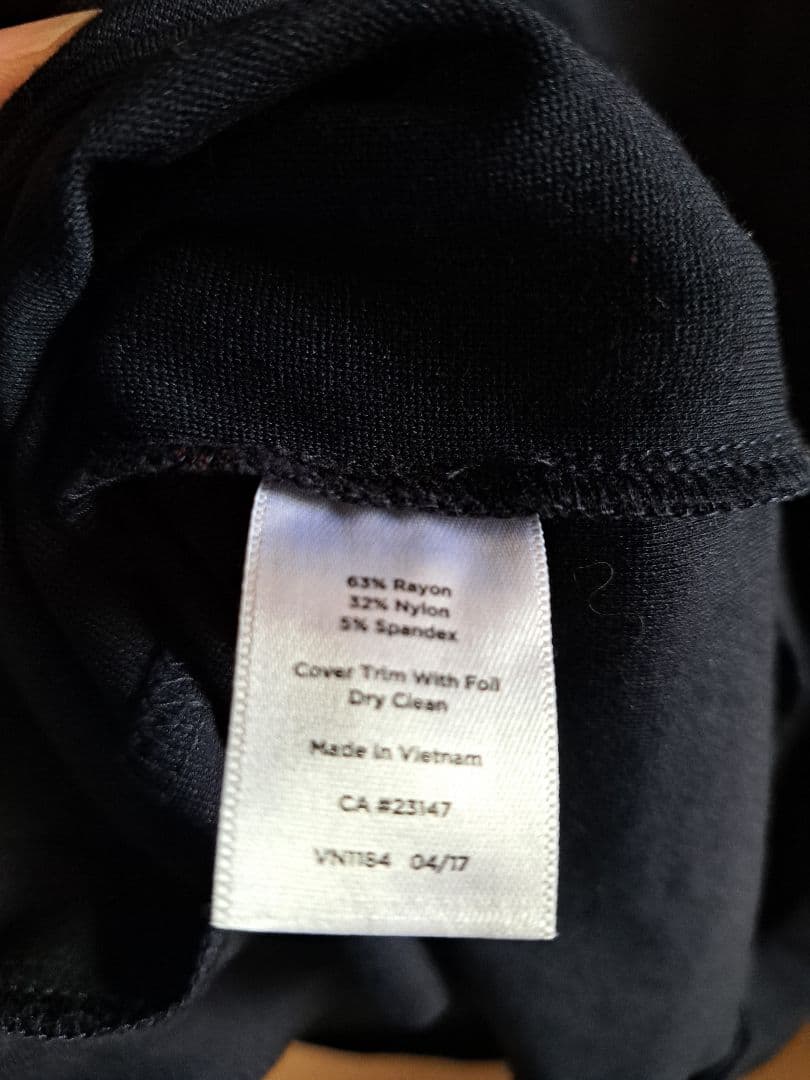 63% Rayon
32% Nylon
5% Spandex
Cover Trim With Foil
Dry Clean
Made in Vietnam
CA #23147
VN1184 04/17